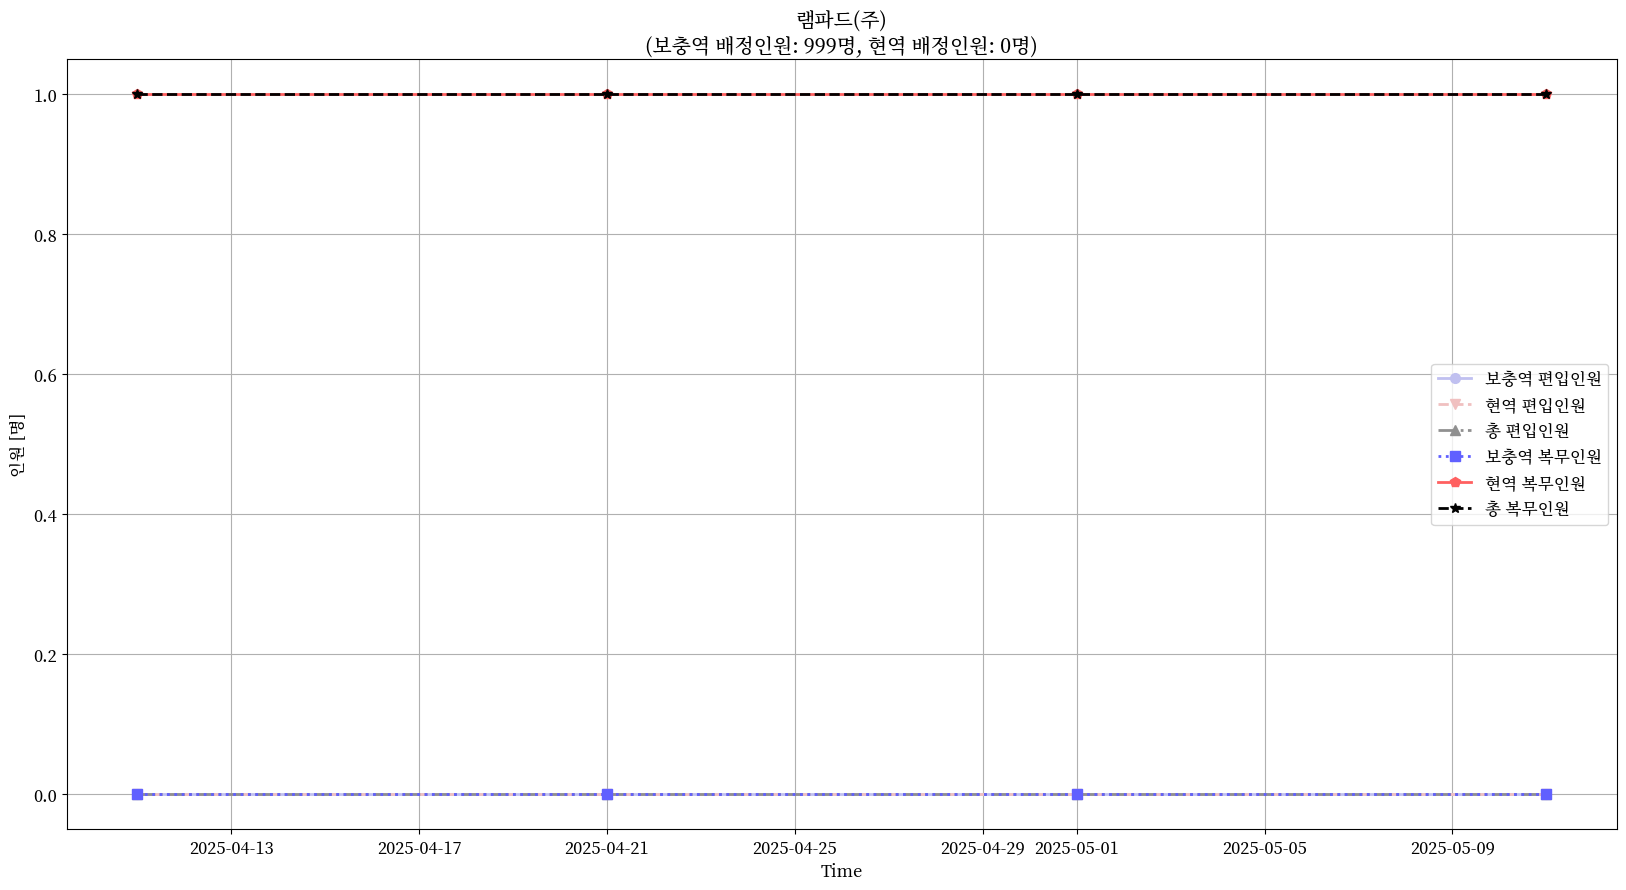 램파드(주)
(보충역 배정인원: 999명, 현역 배정인원: 0명)
1.0
0.8
0.6
0.4
0.2
0.0
인원 [명]
보충역 편입인원
현역 편입인원
총 편입인원
보충역 복무인원
현역 복무인원
총 복무인원
2025-04-13 2025-04-17 2025-04-21 2025-04-25 2025-04-29 2025-05-01 2025-05-05 2025-05-09
Time